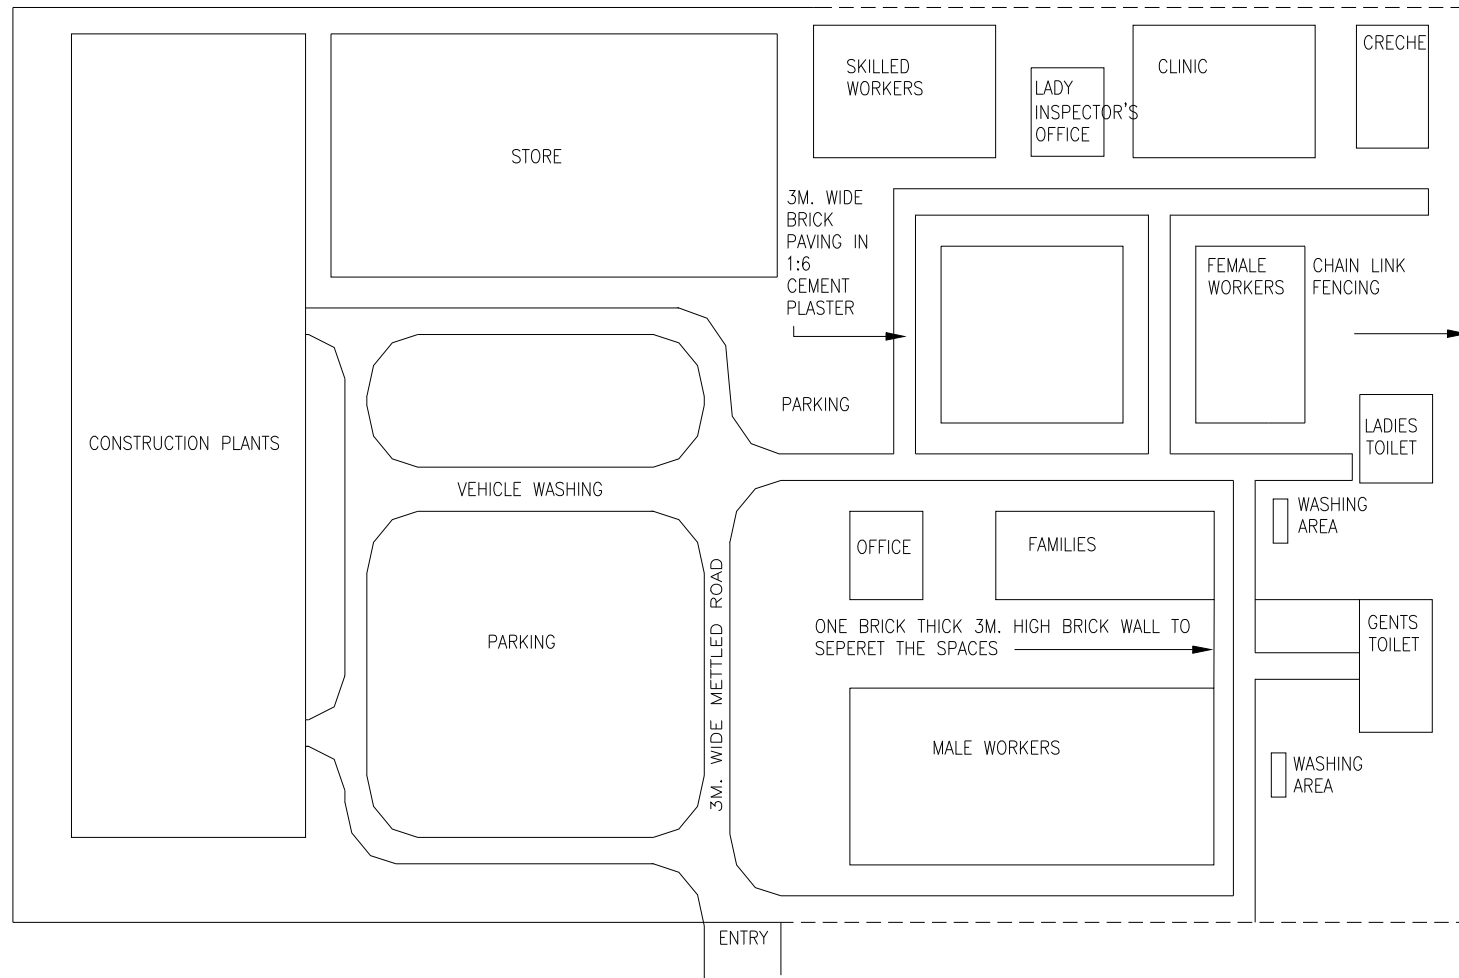 CRECHE
SKILLED
WORKERS
CLINIC
LADY
INSPECTOR'S
OFFICE
STORE
3M. WIDE
BRICK
PAVING IN
1:6
CEMENT
PLASTER
FEMALE
WORKERS
CHAIN LINK
FENCING
PARKING
CONSTRUCTION PLANTS
LADIES
TOILET
VEHICLE WASHING
WASHING
AREA
OFFICE
FAMILIES
3M. WIDE METTLED ROAD
ONE BRICK THICK 3M. HIGH BRICK WALL TO
SEPERET THE SPACES
GENTS
TOILET
PARKING
MALE WORKERS
WASHING
AREA
ENTRY